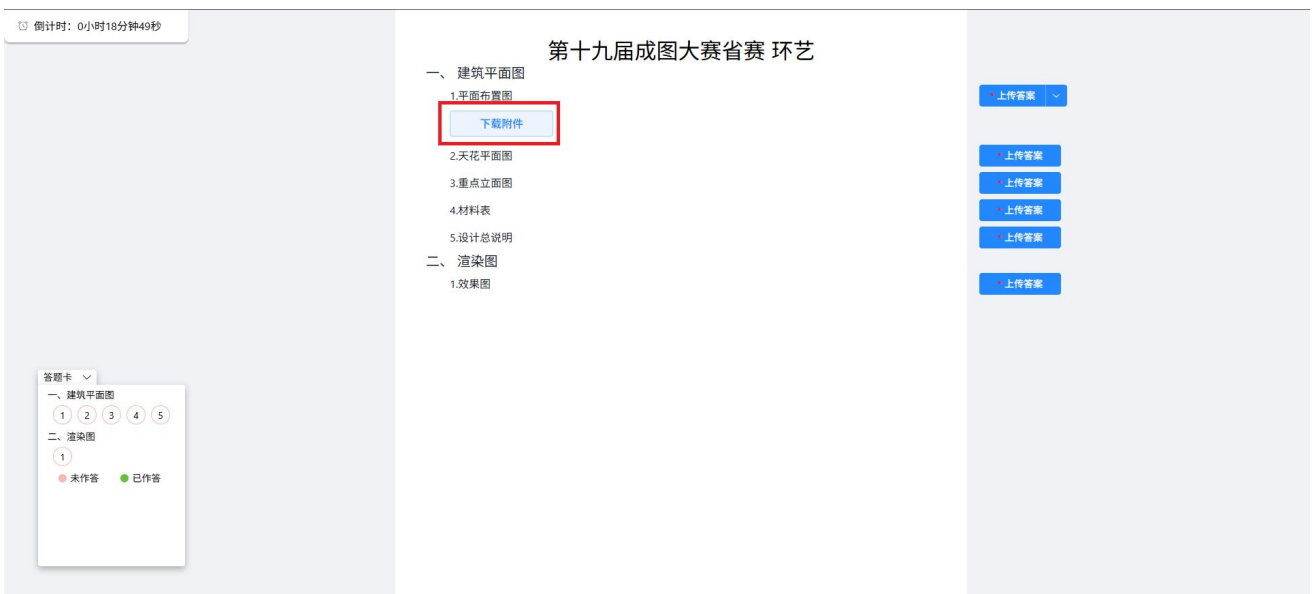 倒计时：0小时18分钟49秒
第十九届成图大赛省赛 环艺
一、 建筑平面图
1.平面布置图
* 上传答案
下载附件
2.天花平面图
* 上传答案
3.重点立面图
* 上传答案
4.材料表
* 上传答案
5.设计总说明
* 上传答案
二、 渲染图
1.效果图
* 上传答案
答题卡
一、建筑平面图
1 2 3 4 5
二、渲染图
1
未作答 已作答